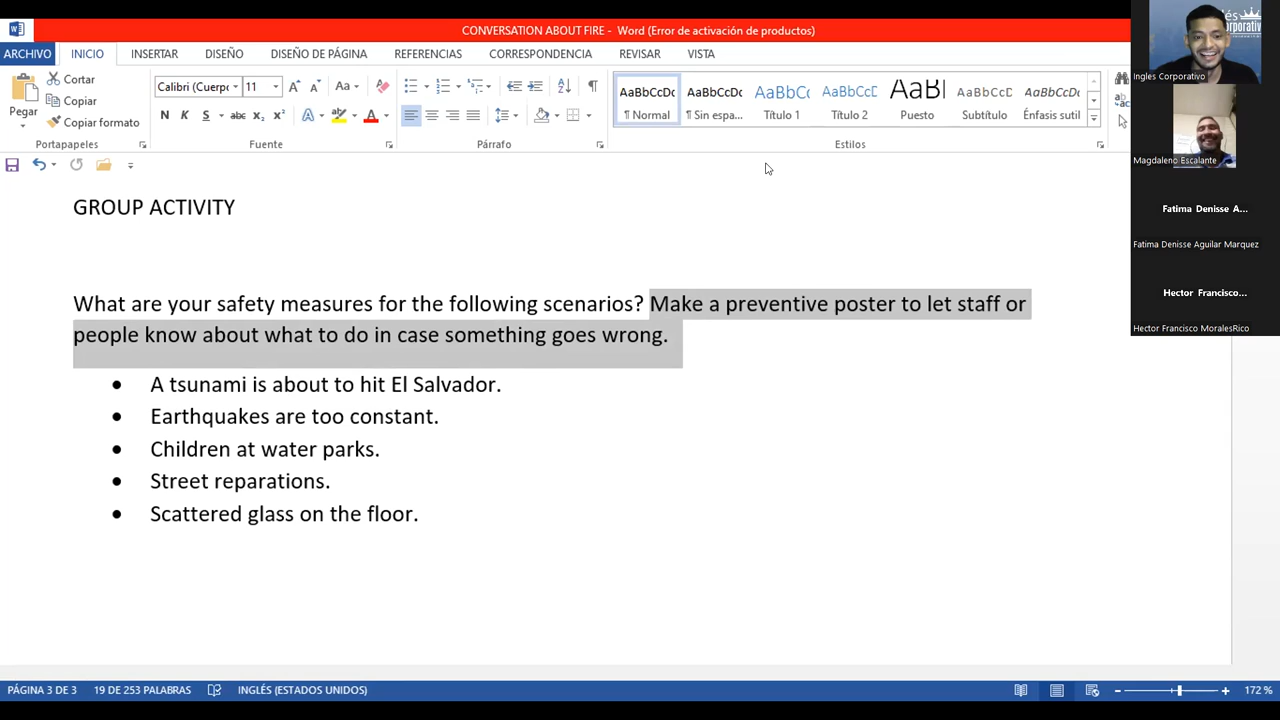 CONVERSATION ABOUT FIRE - Word (Error de activación de productos)
ARCHIVO INICIO INSERTAR DISEÑO DISEÑO DE PÁGINA REFERENCIAS CORRESPONDENCIA REVISAR VISTA
Pegar
Cortar
Copiar
Copiar formato
Portapapeles
Calibri (Cuerpo 11
N K S abc x₂ x² A A
Fuente
Párrafo
AaBbCcDc AaBbCcDc AaBbCc AaBbCcD AaBl AaBbCcD AaBbCcDc
¶ Normal ¶ Sin espa... Título 1 Título 2 Puesto Subtítulo Énfasis sutil
Estilos
Corporativo
Ingles Corporativo
Magdaleno Escalante
Fatima Denisse A...
Fatima Denisse Aguilar Marquez
Hector Francisco...
Hector Francisco MoralesRico
GROUP ACTIVITY
What are your safety measures for the following scenarios? Make a preventive poster to let staff or
people know about what to do in case something goes wrong.
• A tsunami is about to hit El Salvador.
• Earthquakes are too constant.
• Children at water parks.
• Street reparations.
• Scattered glass on the floor.
PÁGINA 3 DE 3 19 DE 253 PALABRAS INGLÉS (ESTADOS UNIDOS) 172 %